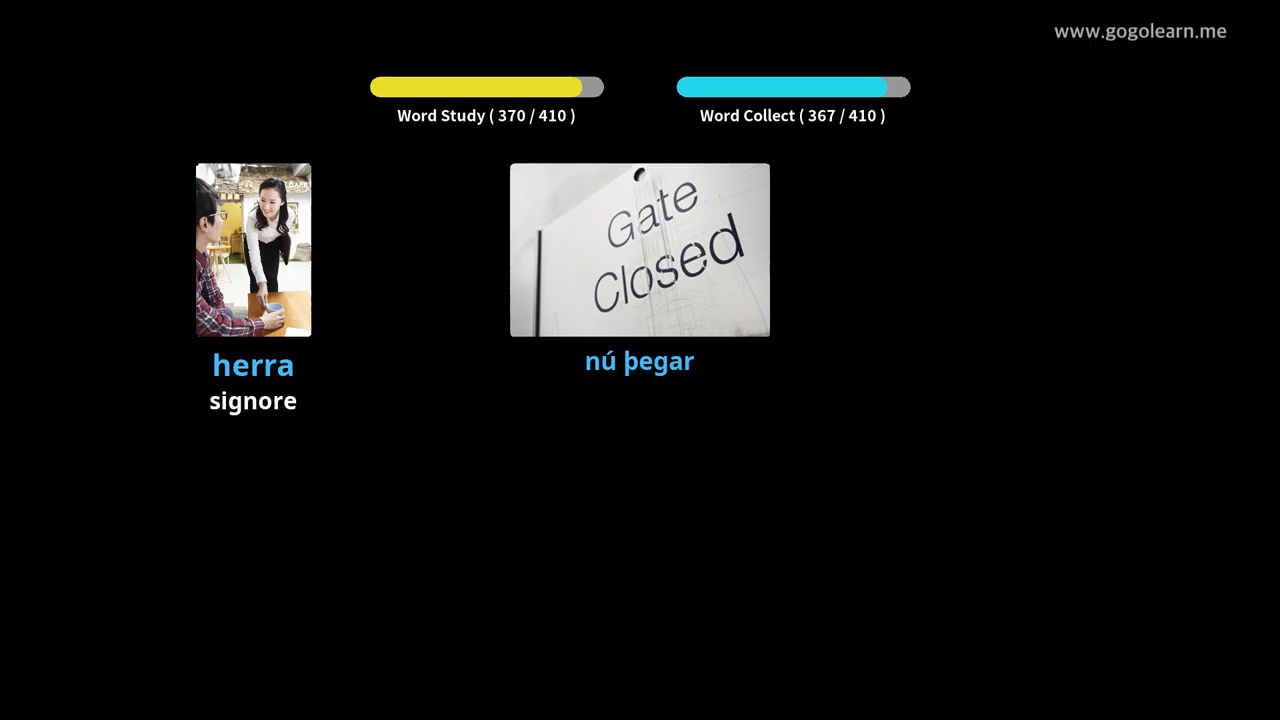 www.gogolearn.me
Word Study ( 370 / 410 )
Word Collect ( 367 / 410 )
Gate
Closed
herra
signore
nú þegar